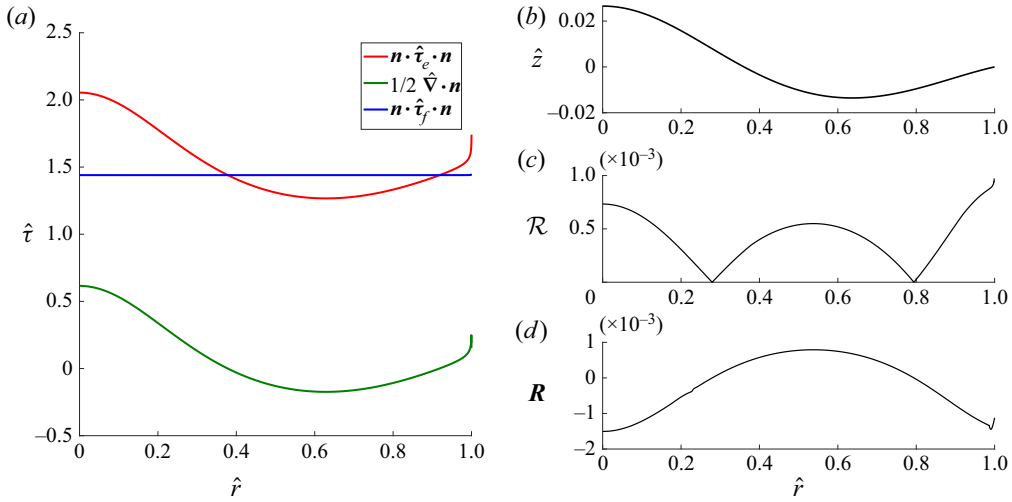 (a)
2.5
2.0
1.5
1.0
0.5
0
–0.5
τ̂
n · τ̂e · n
1/2 ∇̂ · n
n · τ̂f · n
0 0.2 0.4 0.6 0.8 1.0
r̂
(b)
0.02
0
–0.02
ẑ
0 0.2 0.4 0.6 0.8 1.0
(c)
(×10–3)
1.0
0.5
ℛ
0 0.2 0.4 0.6 0.8 1.0
(d)
(×10–3)
1
0
–1
–2
R
0 0.2 0.4 0.6 0.8 1.0
r̂